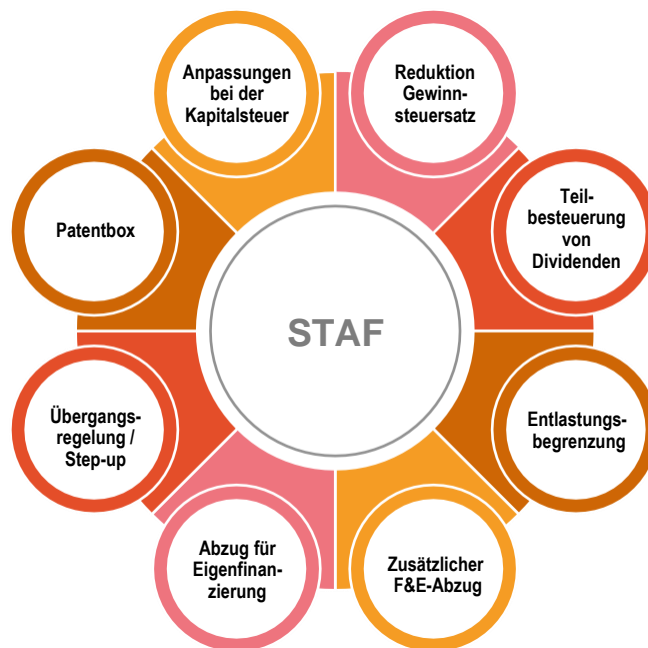 Anpassungen
bei der
Kapitalsteuer
Reduktion
Gewinn-
steuersatz
Teil-
besteuerung
von
Dividenden
Entlastungs-
begrenzung
Zusätzlicher
F&E-Abzug
Abzug für
Eigenfinan-
zierung
Übergangs-
regelung /
Step-up
Patentbox
STAF